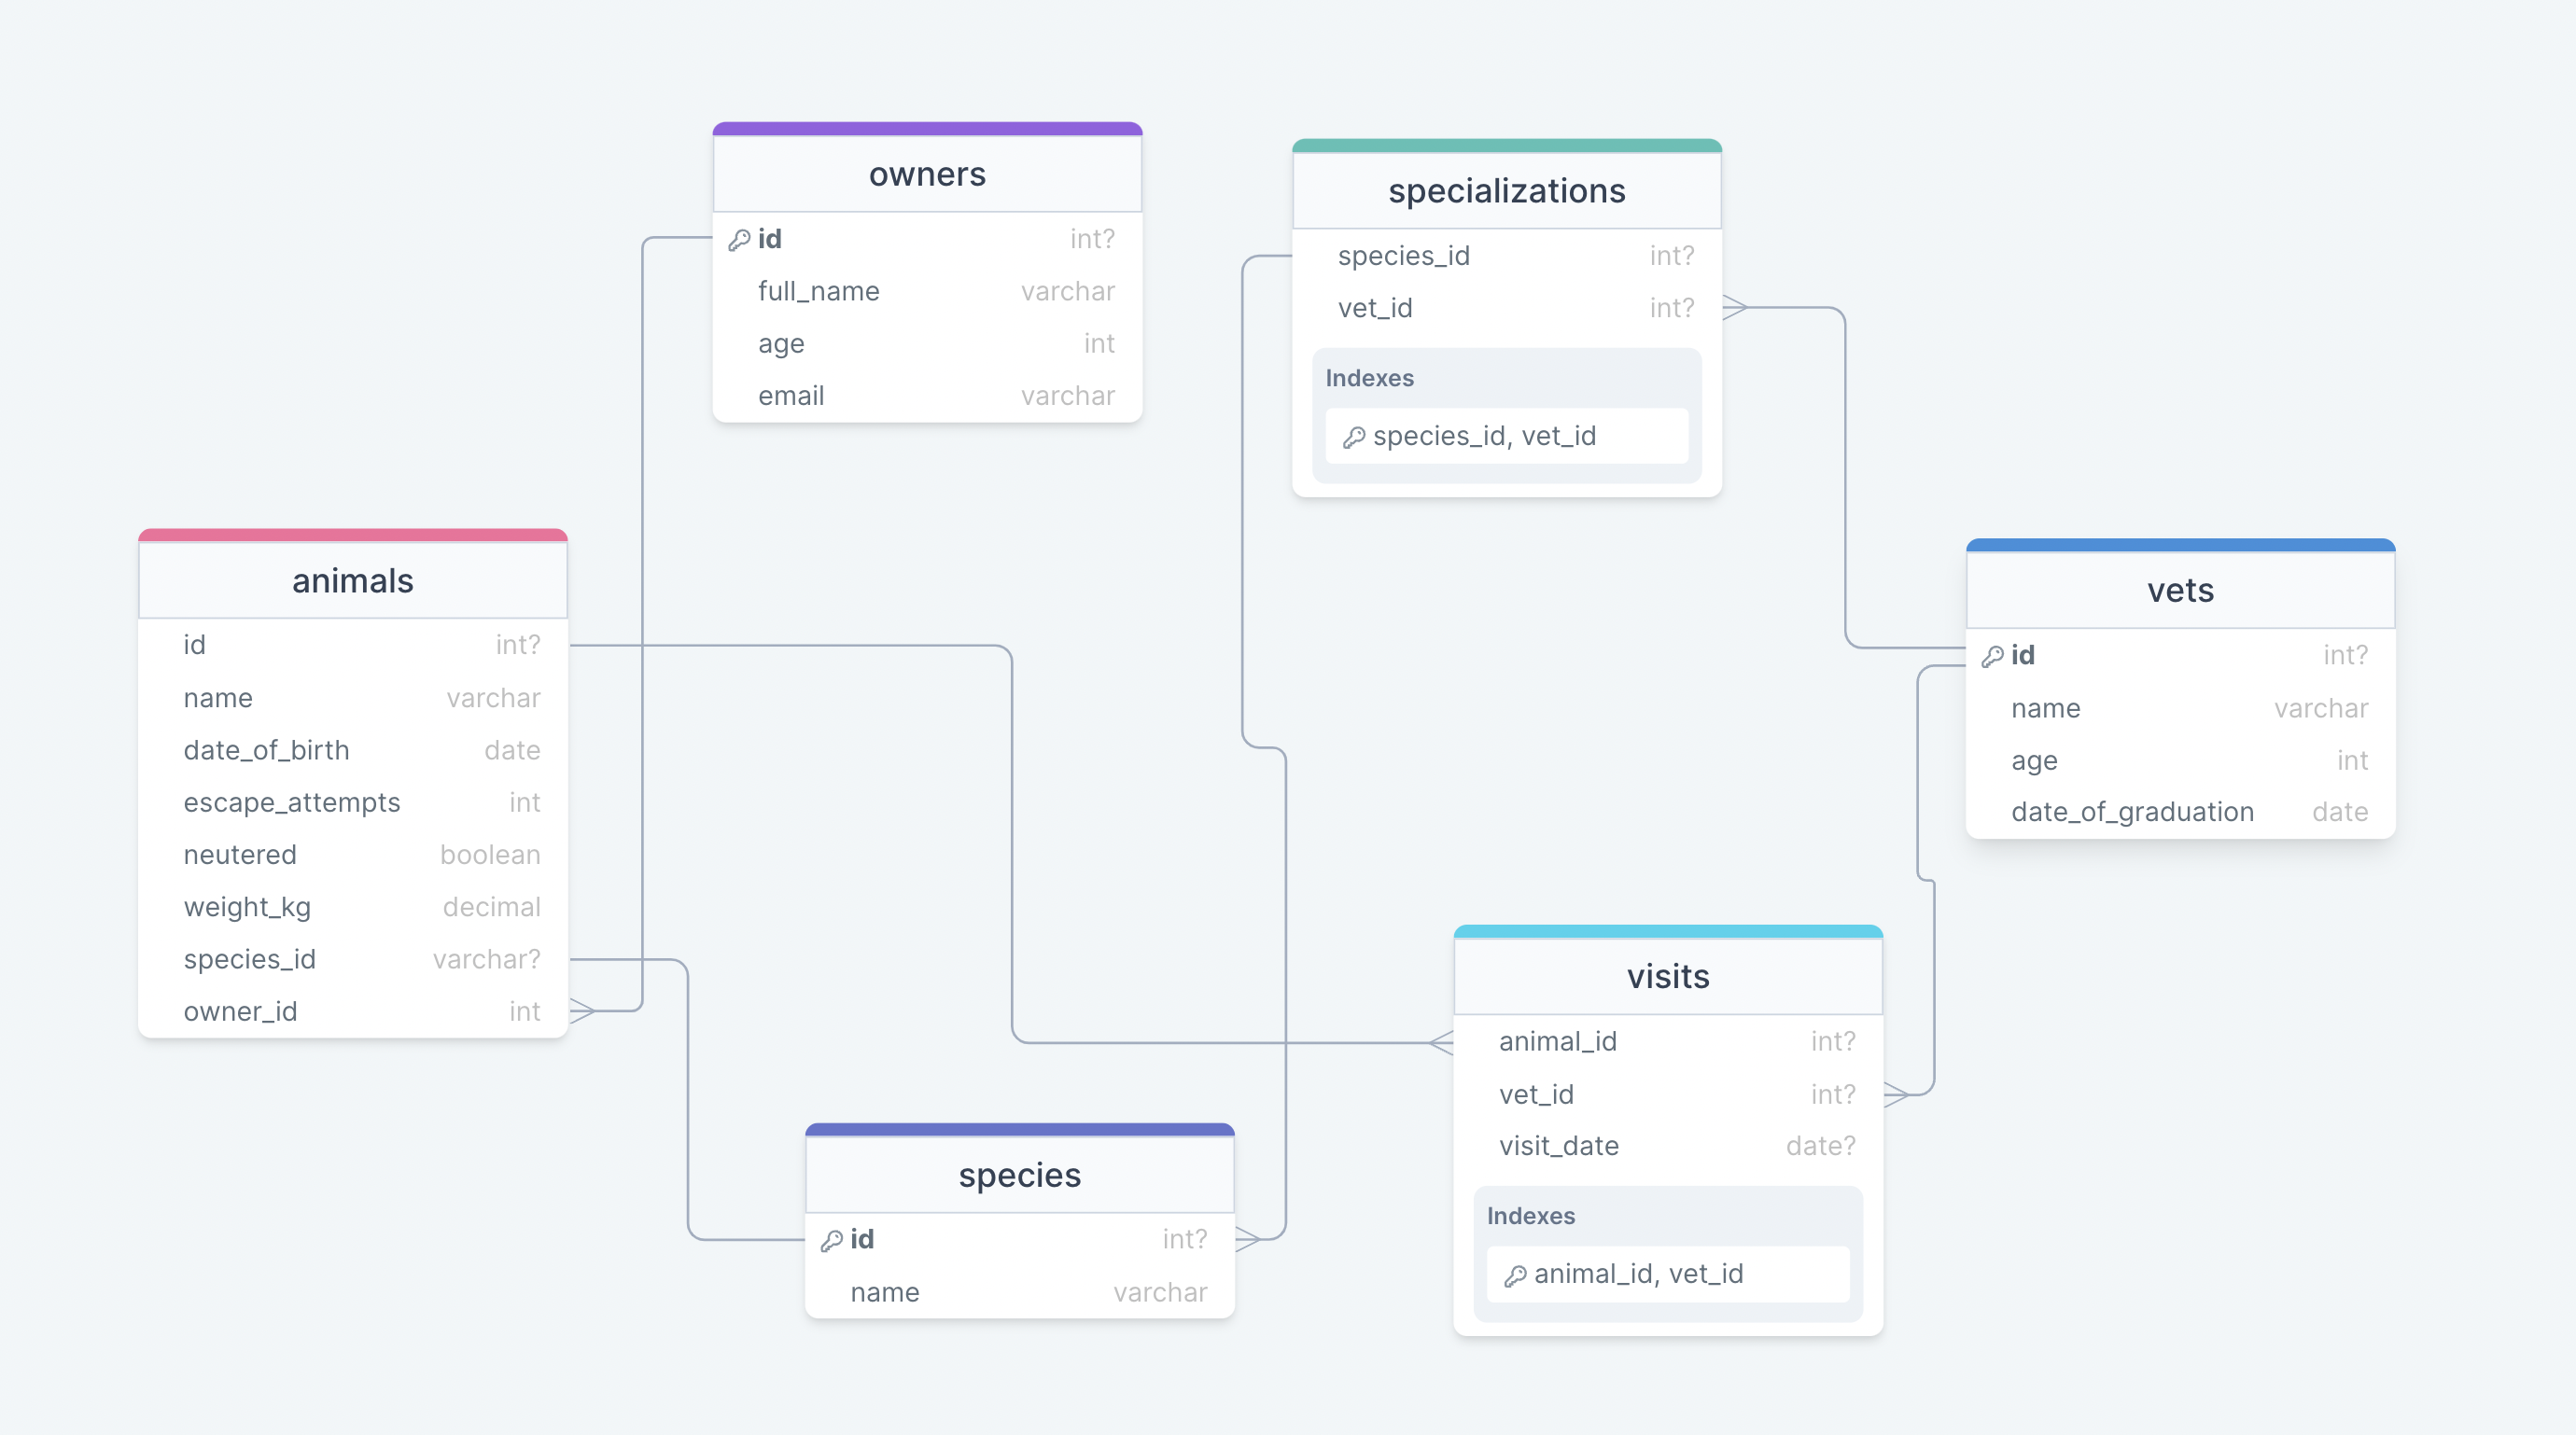 owners
id int?
full_name varchar
age int
email varchar
specializations
species_id int?
vet_id int?
Indexes
species_id, vet_id
animals
id int?
name varchar
date_of_birth date
escape_attempts int
neutered boolean
weight_kg decimal
species_id varchar?
owner_id int
vets
id int?
name varchar
age int
date_of_graduation date
species
id int?
name varchar
visits
animal_id int?
vet_id int?
visit_date date?
Indexes
animal_id, vet_id